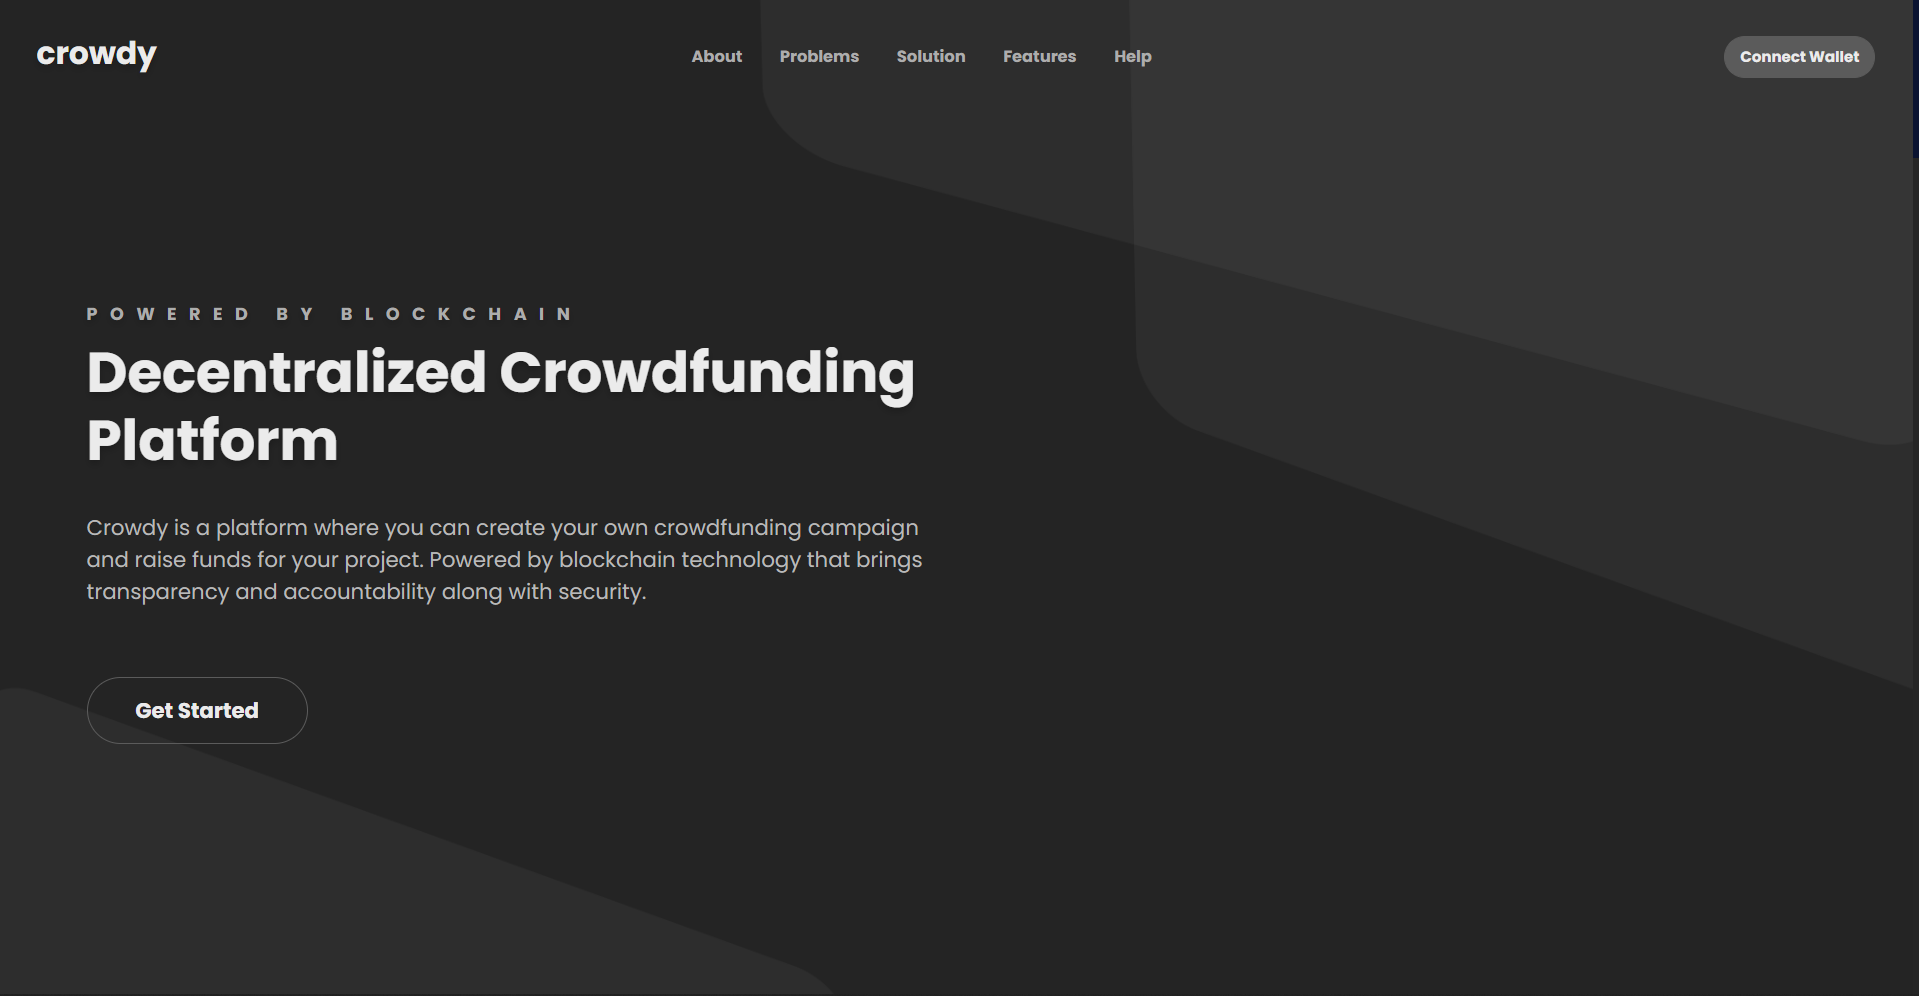 crowdy
About Problems Solution Features Help
Connect Wallet
POWERED BY BLOCKCHAIN
Decentralized Crowdfunding
Platform
Crowdy is a platform where you can create your own crowdfunding campaign
and raise funds for your project. Powered by blockchain technology that brings
transparency and accountability along with security.
Get Started